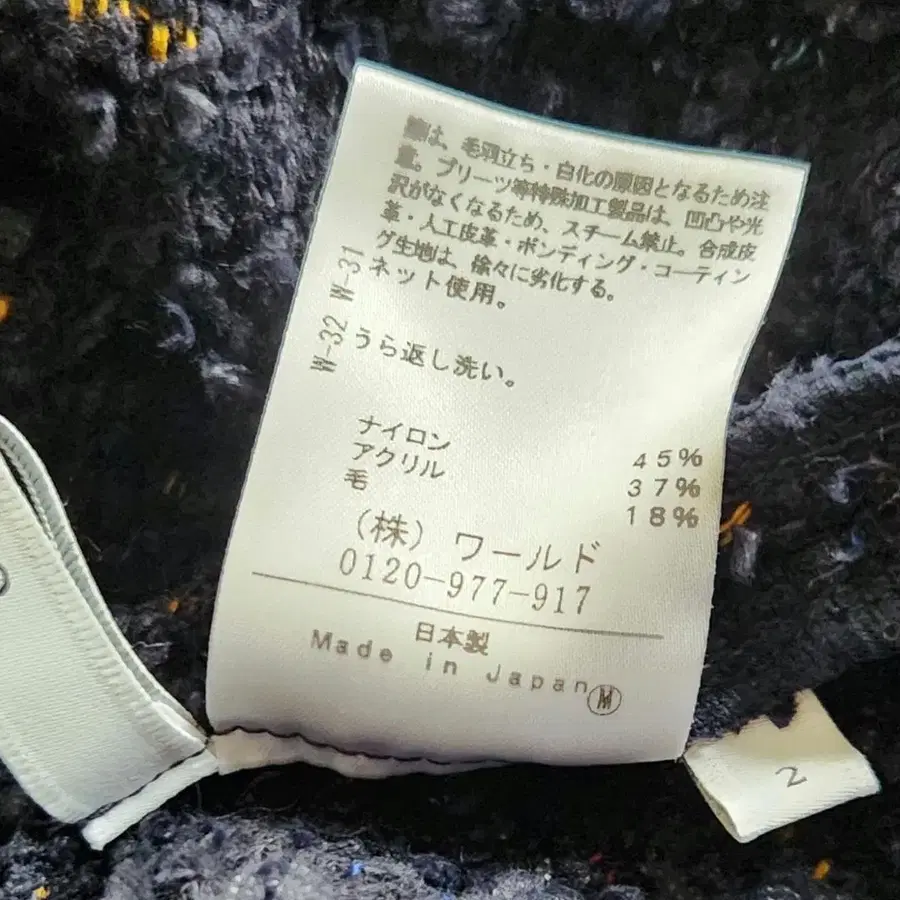 擦は、毛羽立ち・白化の原因となるため注
意。プリーツ等特殊加工製品は、凹凸や光
沢がなくなるため、スチーム禁止。合成皮
革・人工皮革・ボンディング・コーティン
グ生地は、徐々に劣化する。
ネット使用。
うら返し洗い。
W-32 W-31
ナイロン 45%
アクリル 37%
毛 18%
(株) ワールド
0120-977-917
日本製
Made in Japan Ⓜ
2